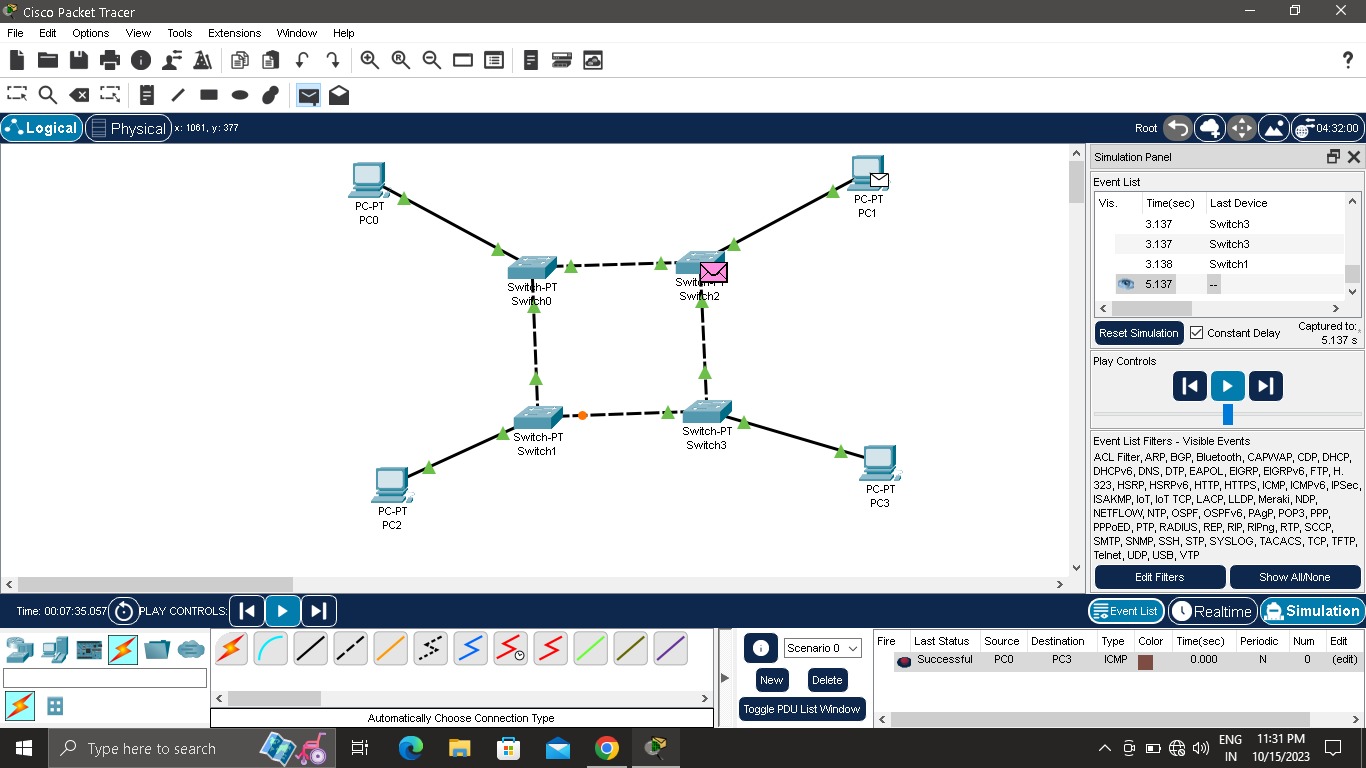 Cisco Packet Tracer
File Edit Options View Tools Extensions Window Help
Logical Physical x: 1061, y: 377 Root 04:32:00
PC-PT
PC0
PC-PT
PC1
Switch-PT
Switch0
Switch-PT
Switch2
Switch-PT
Switch1
Switch-PT
Switch3
PC-PT
PC2
PC-PT
PC3
Simulation Panel
Event List
Vis. Time(sec) Last Device
3.137 Switch3
3.137 Switch3
3.138 Switch1
5.137 --
Reset Simulation Constant Delay Captured to:
5.137 s
Play Controls
Event List Filters - Visible Events
ACL Filter, ARP, BGP, Bluetooth, CAPWAP, CDP, DHCP,
DHCPv6, DNS, DTP, EAPOL, EIGRP, EIGRPv6, FTP, H.
323, HSRP, HSRPv6, HTTP, HTTPS, ICMP, ICMPv6, IPSec,
ISAKMP, IoT, IoT TCP, LACP, LLDP, Meraki, NDP,
NETFLOW, NTP, OSPF, OSPFv6, PAgP, POP3, PPP,
PPPoED, PTP, RADIUS, REP, RIP, RIPng, RTP, SCCP,
SMTP, SNMP, SSH, STP, SYSLOG, TACACS, TCP, TFTP,
Telnet, UDP, USB, VTP
Edit Filters Show All/None
Time: 00:07:35.057 PLAY CONTROLS: Event List Realtime Simulation
Automatically Choose Connection Type
Scenario 0
New Delete
Toggle PDU List Window
Fire Last Status Source Destination Type Color Time(sec) Periodic Num Edit
Successful PC0 PC3 ICMP 0.000 N 0 (edit)
Type here to search
ENG
IN
11:31 PM
10/15/2023